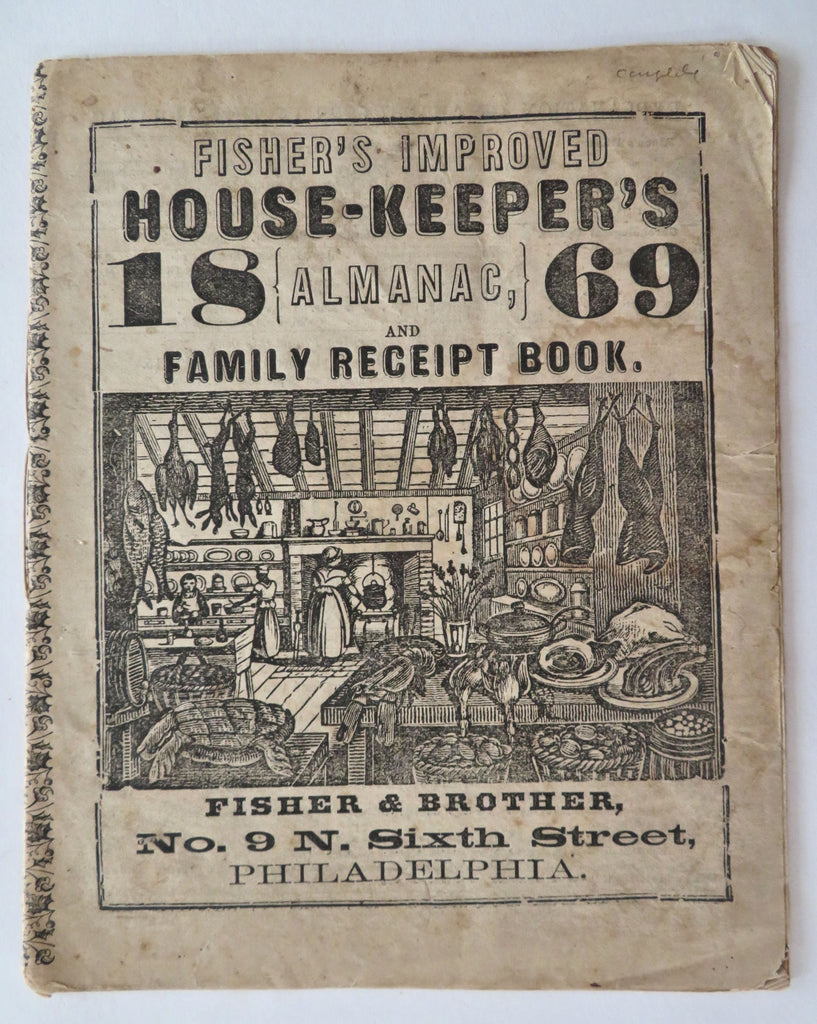 FISHER'S IMPROVED
HOUSE-KEEPER'S
18 {ALMANAC,} 69
AND
FAMILY RECEIPT BOOK.
FISHER & BROTHER,
No. 9 N. Sixth Street,
PHILADELPHIA.